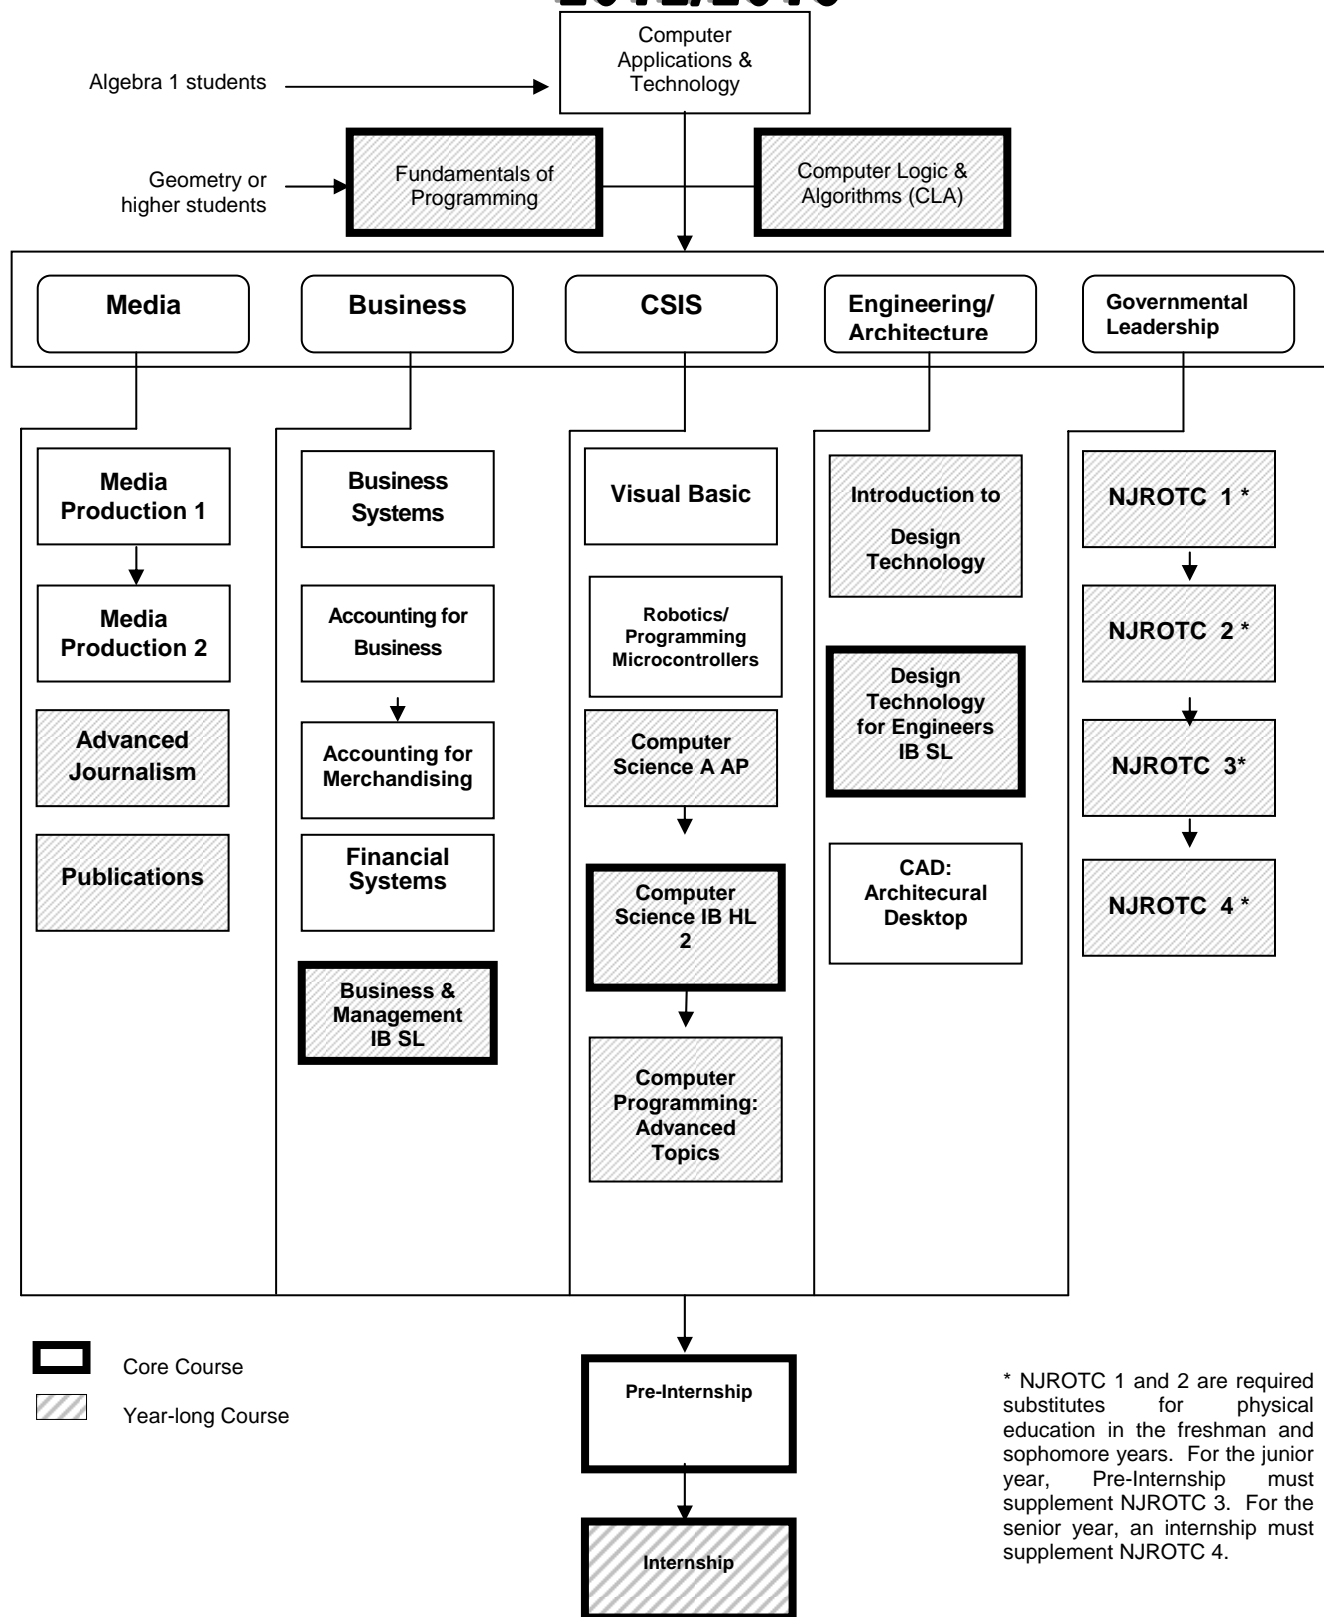 Computer
Applications &
Technology
Algebra 1 students
Fundamentals of
Programming
Computer Logic &
Algorithms (CLA)
Geometry or
higher students
Media
Business
CSIS
Engineering/
Architecture
Governmental
Leadership
Media
Production 1
Media
Production 2
Advanced
Journalism
Publications
Business
Systems
Accounting for
Business
Accounting for
Merchandising
Financial
Systems
Business &
Management
IB SL
Visual Basic
Robotics/
Programming
Microcontrollers
Computer
Science A AP
Computer
Science IB HL
2
Computer
Programming:
Advanced
Topics
Introduction to
Design
Technology
Design
Technology
for Engineers
IB SL
CAD:
Architecural
Desktop
NJROTC 1 *
NJROTC 2 *
NJROTC 3*
NJROTC 4 *
Core Course
Year-long Course
Pre-Internship
Internship
* NJROTC 1 and 2 are required
substitutes for physical
education in the freshman and
sophomore years. For the junior
year, Pre-Internship must
supplement NJROTC 3. For the
senior year, an internship must
supplement NJROTC 4.